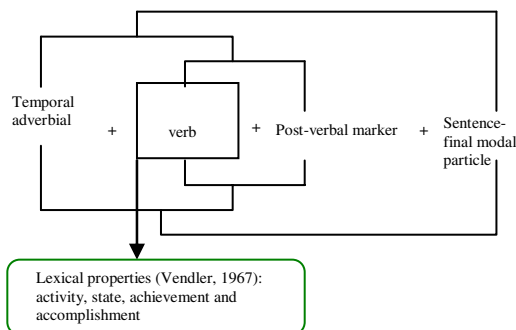 Temporal
adverbial
+
verb
+
Post-verbal marker
+
Sentence-
final modal
particle
Lexical properties (Vendler, 1967):
activity, state, achievement and
accomplishment